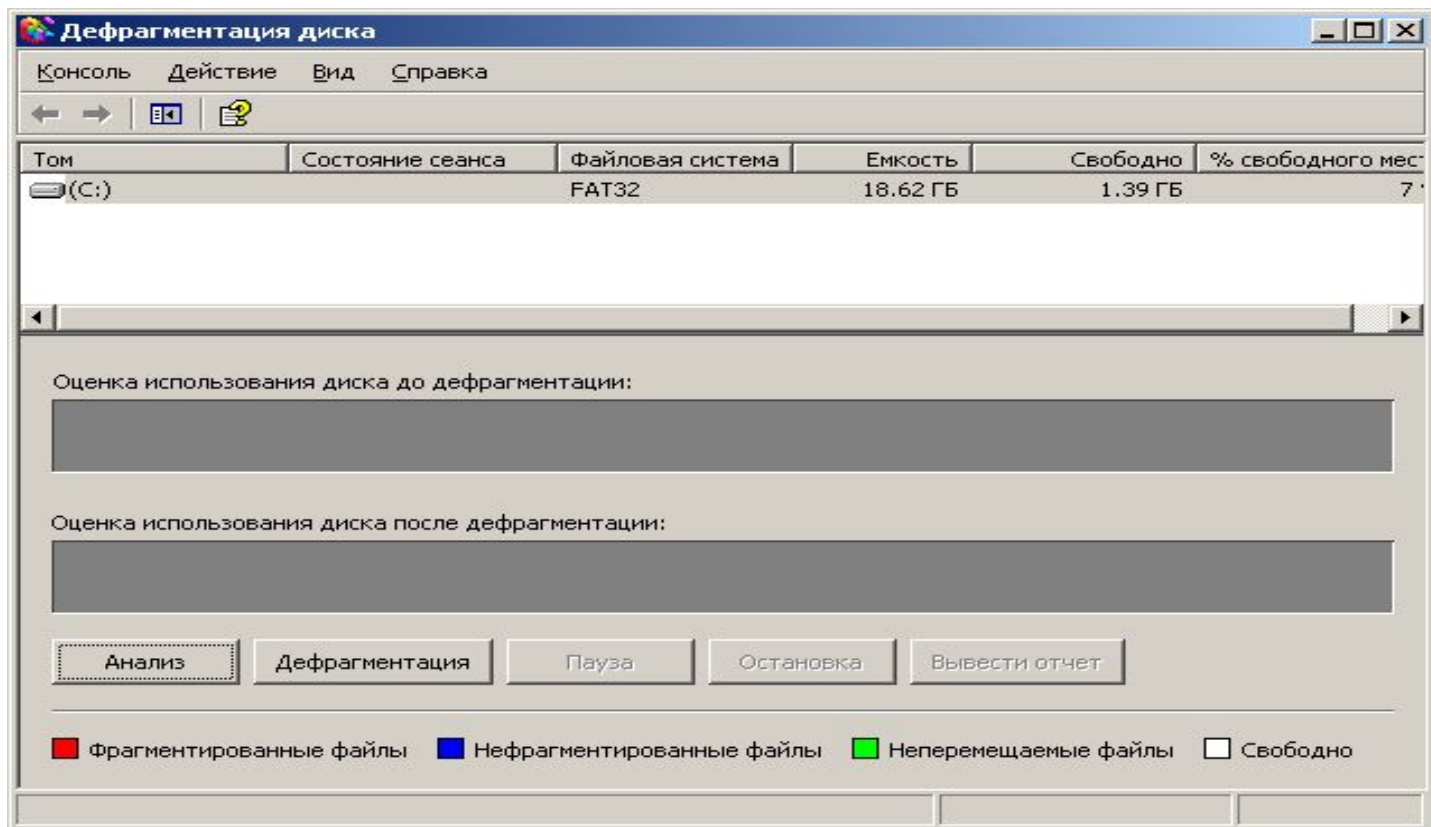 Дефрагментация диска
Консоль Действие Вид Справка
Том Состояние сеанса Файловая система Емкость Свободно % свободного мес
(C:) FAT32 18.62 ГБ 1.39 ГБ 7
Оценка использования диска до дефрагментации:
Оценка использования диска после дефрагментации:
Анализ Дефрагментация Пауза Остановка Вывести отчет
Фрагментированные файлы Нефрагментированные файлы Неперемещаемые файлы Свободно